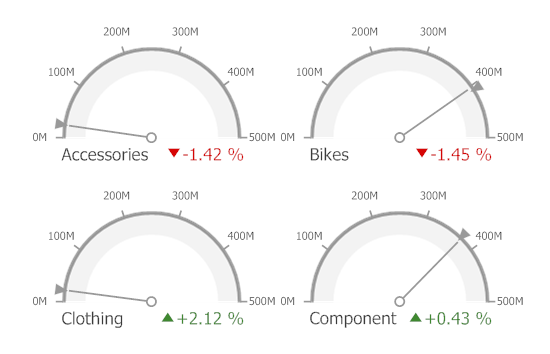 200M 300M
100M 400M
0M 500M
Accessories ▼-1.42 %
200M 300M
100M 400M
0M 500M
Bikes ▼-1.45 %
200M 300M
100M 400M
0M 500M
Clothing ▲+2.12 %
200M 300M
100M 400M
0M 500M
Component ▲+0.43 %